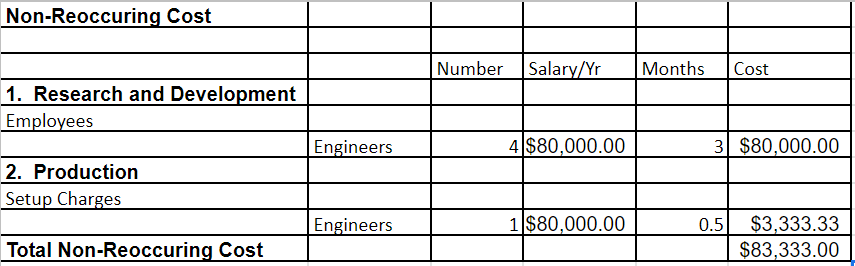 Non-Reoccuring Cost
Number Salary/Yr Months Cost
1. Research and Development
Employees
Engineers 4 $80,000.00 3 $80,000.00
2. Production
Setup Charges
Engineers 1 $80,000.00 0.5 $3,333.33
Total Non-Reoccuring Cost $83,333.00